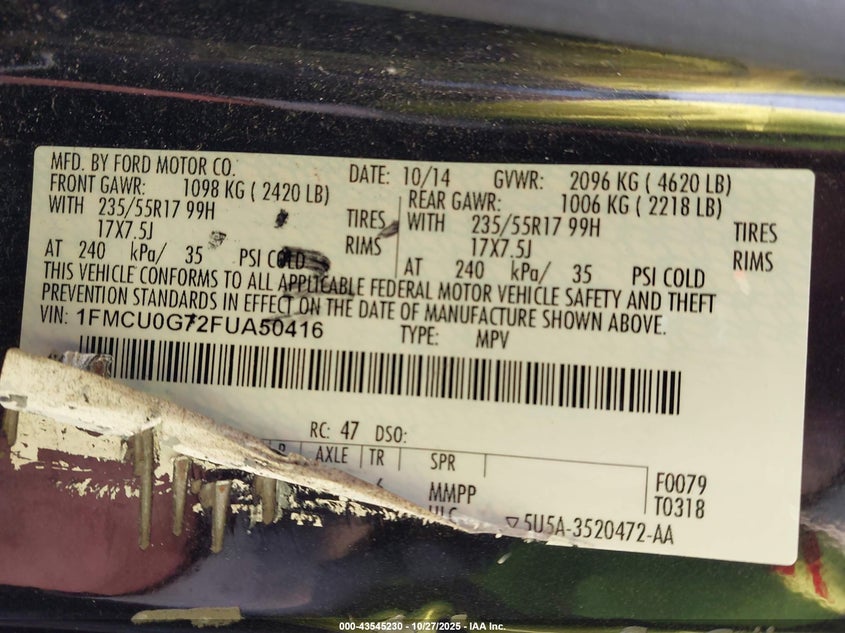 MFD. BY FORD MOTOR CO. DATE: 10/14 GVWR: 2096 KG ( 4620 LB)
FRONT GAWR: 1098 KG ( 2420 LB) REAR GAWR: 1006 KG ( 2218 LB)
WITH 235/55R17 99H TIRES WITH 235/55R17 99H TIRES
17X7.5J RIMS 17X7.5J RIMS
AT 240 kPa/ 35 PSI COLD AT 240 kPa/ 35 PSI COLD
THIS VEHICLE CONFORMS TO ALL APPLICABLE FEDERAL MOTOR VEHICLE SAFETY AND THEFT
PREVENTION STANDARDS IN EFFECT ON THE DATE OF MANUFACTURE SHOWN ABOVE.
VIN: 1FMCU0G72FUA50416 TYPE: MPV
RC: 47 DSO:
AXLE TR SPR
6 MMPP F0079
T0318
▽5U5A-3520472-AA
000-43545230 - 10/27/2025 - IAA Inc.